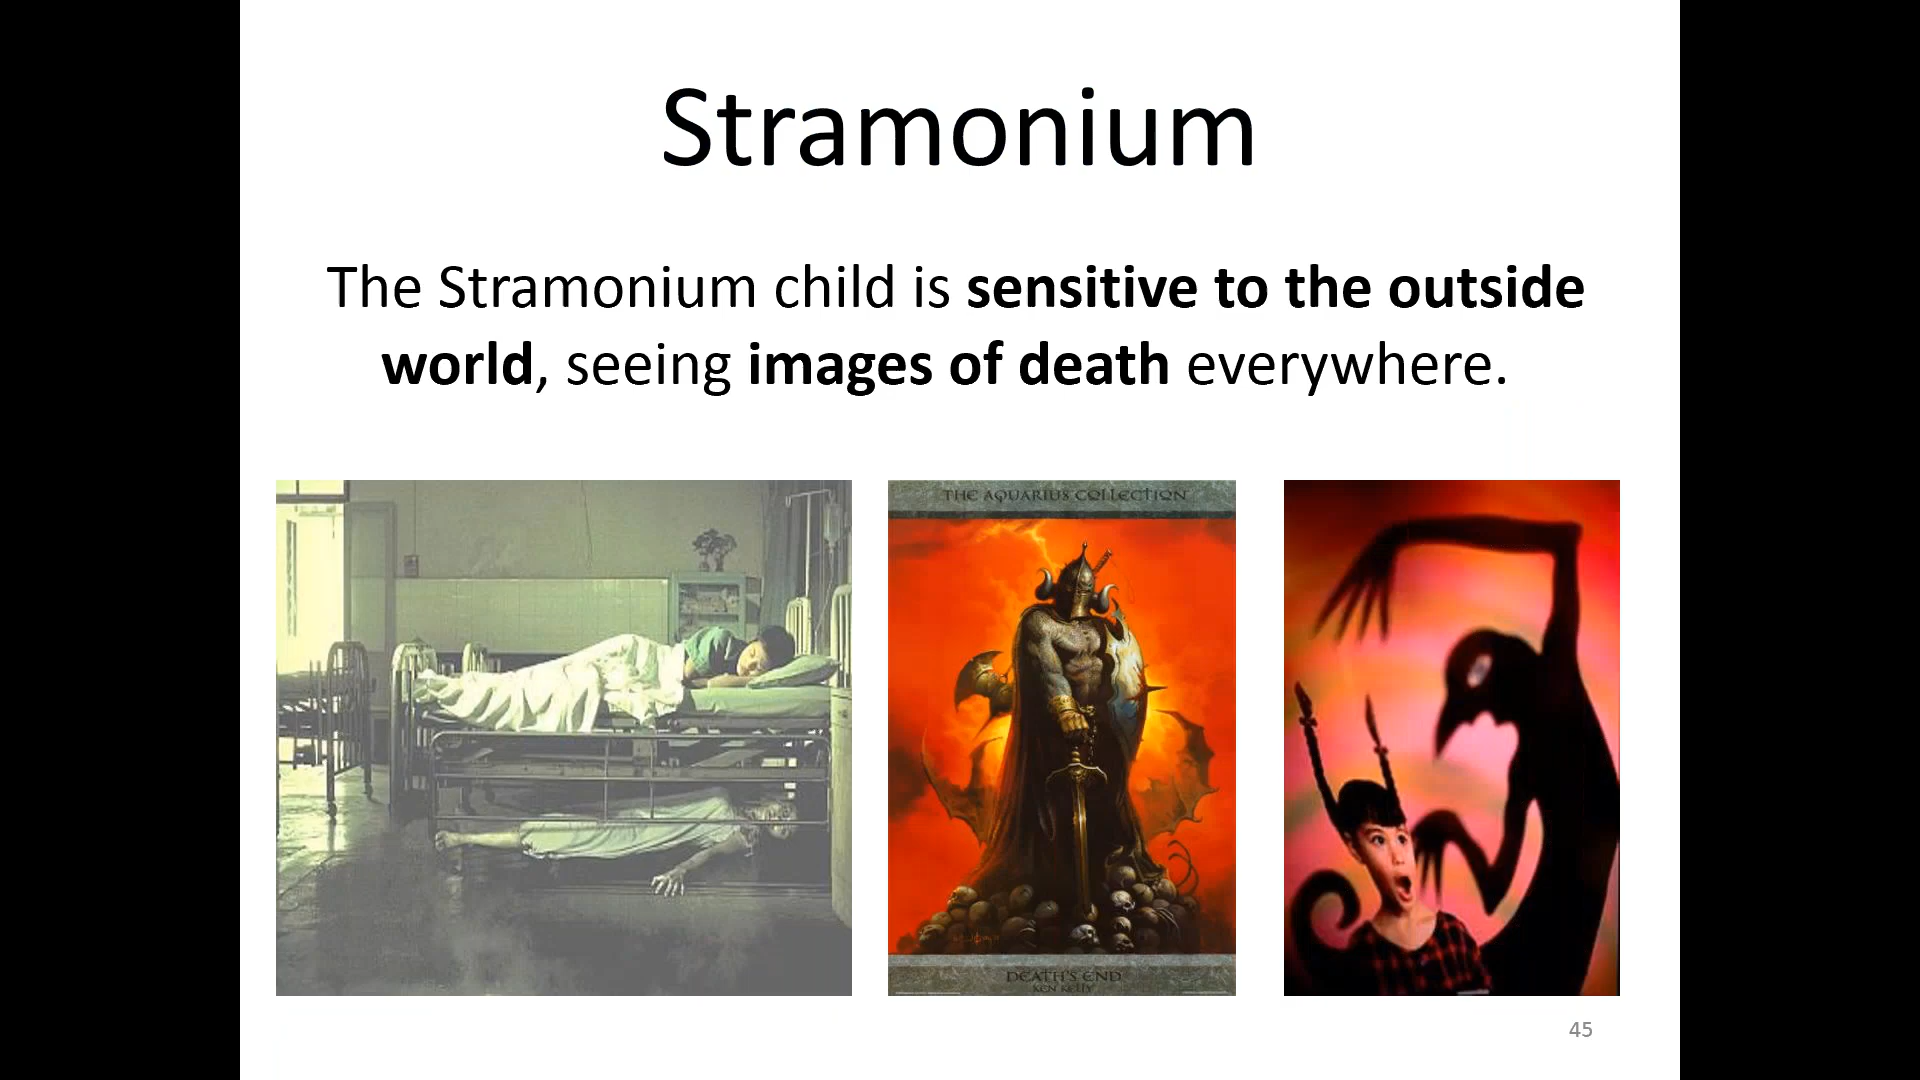 Stramonium
The Stramonium child is sensitive to the outside
world, seeing images of death everywhere.
THE AQUARIUS COLLECTION
DEATH'S END
KEN KELLY
45